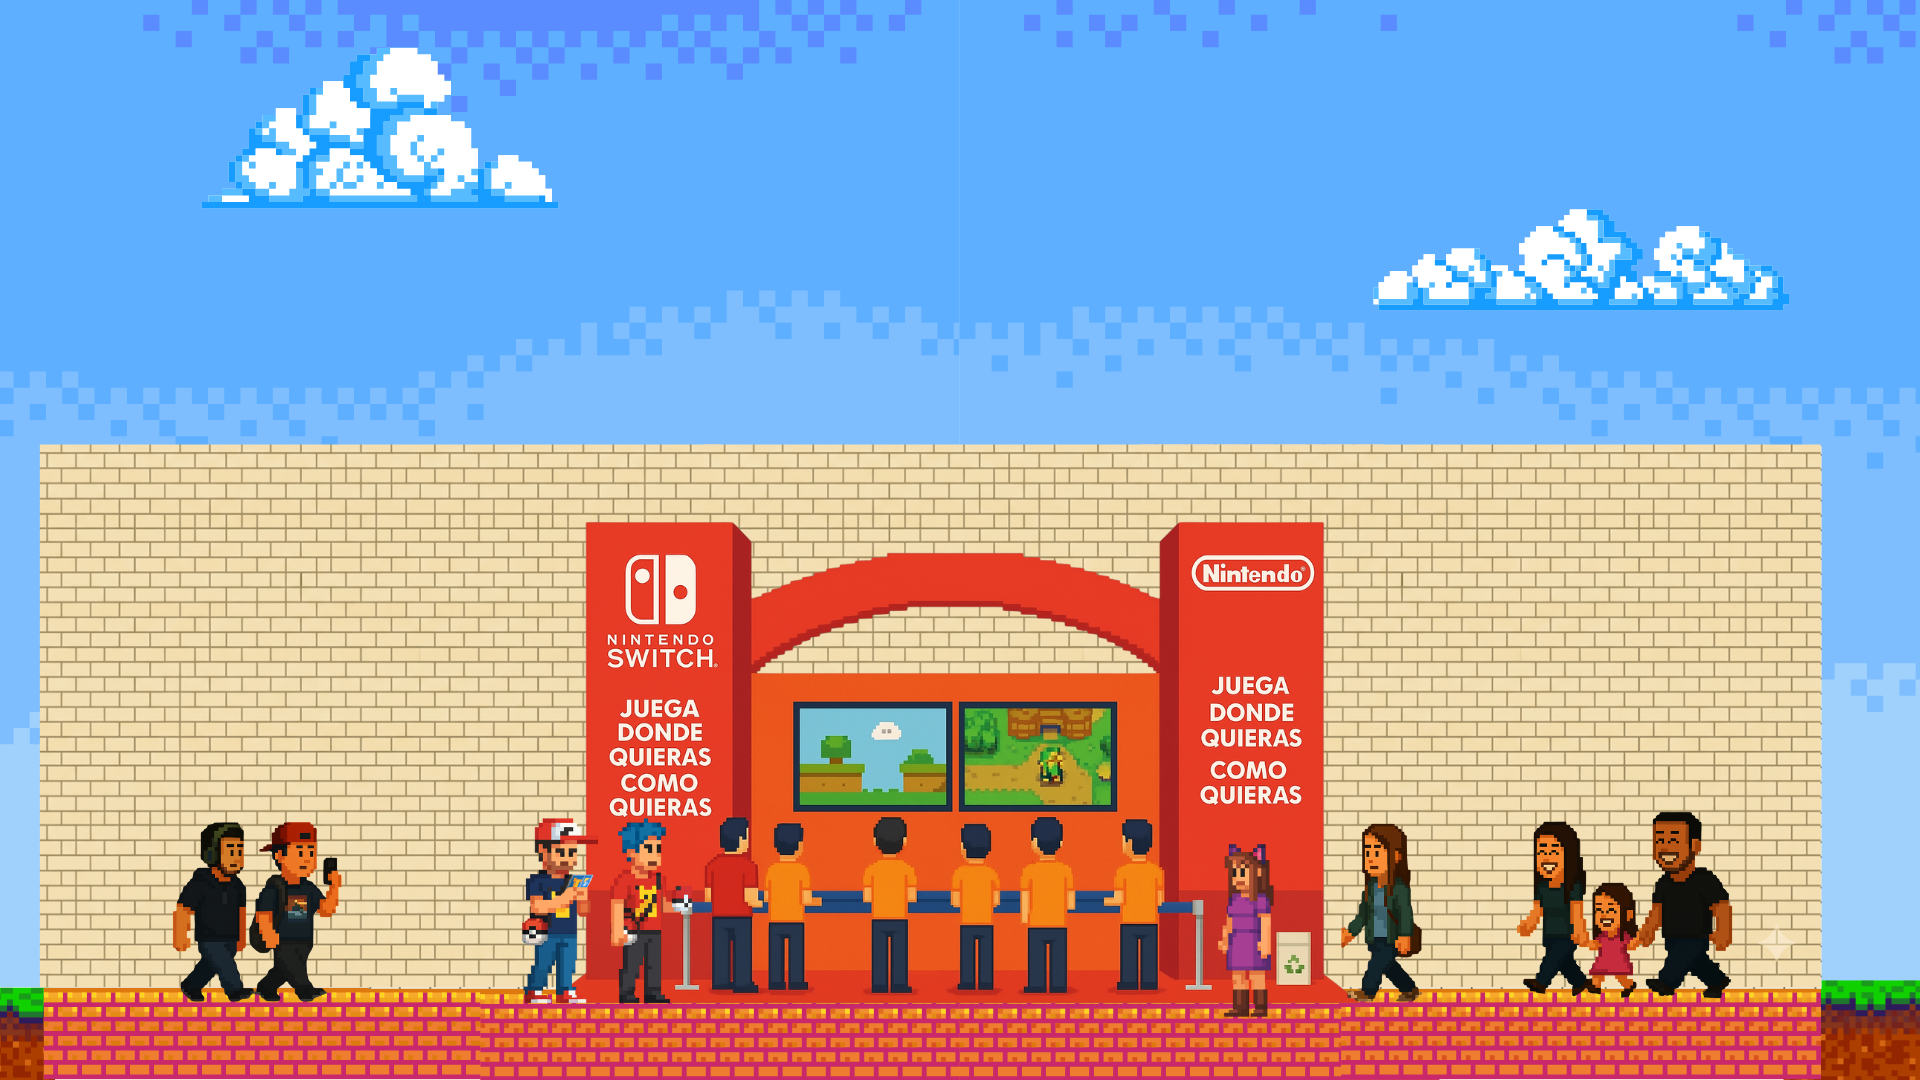 NINTENDO
SWITCH
JUEGA
DONDE
QUIERAS
COMO
QUIERAS
Nintendo®
JUEGA
DONDE
QUIERAS
COMO
QUIERAS